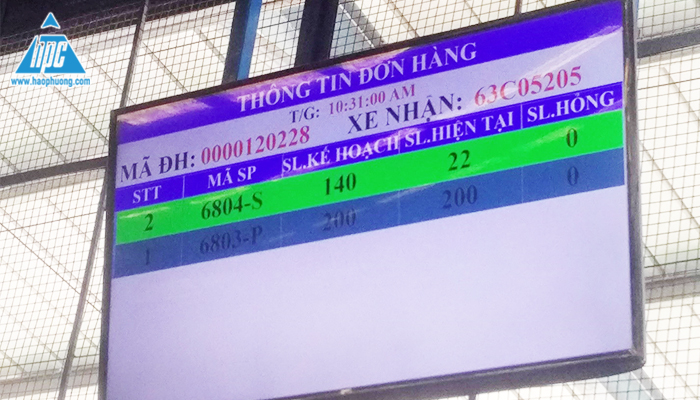 hpc
www.haophuong.com
THÔNG TIN ĐƠN HÀNG
T/G: 10:31:00 AM
MÃ ĐH: 0000120228 XE NHẬN: 63C05205
STT MÃ SP SL.KẾ HOẠCH SL.HIỆN TẠI SL.HỎNG
2 6804-S 140 22 0
1 6803-P 200 200 0